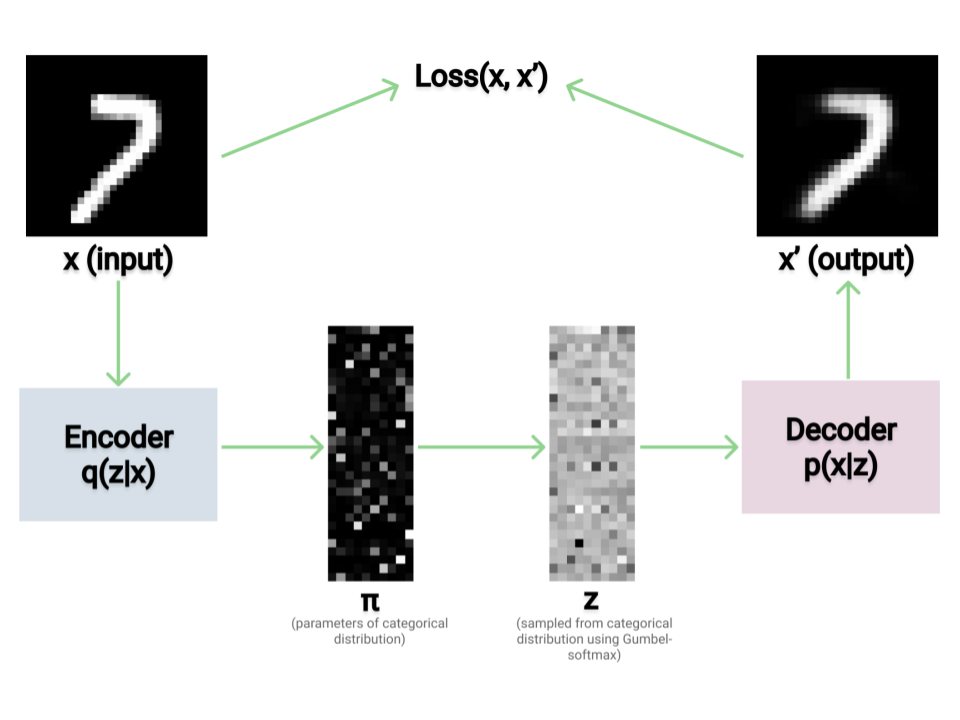 Loss(x, x’)
x (input)
x’ (output)
Encoder
q(z|x)
Decoder
p(x|z)
π
(parameters of categorical
distribution)
z
(sampled from categorical
distribution using Gumbel-
softmax)